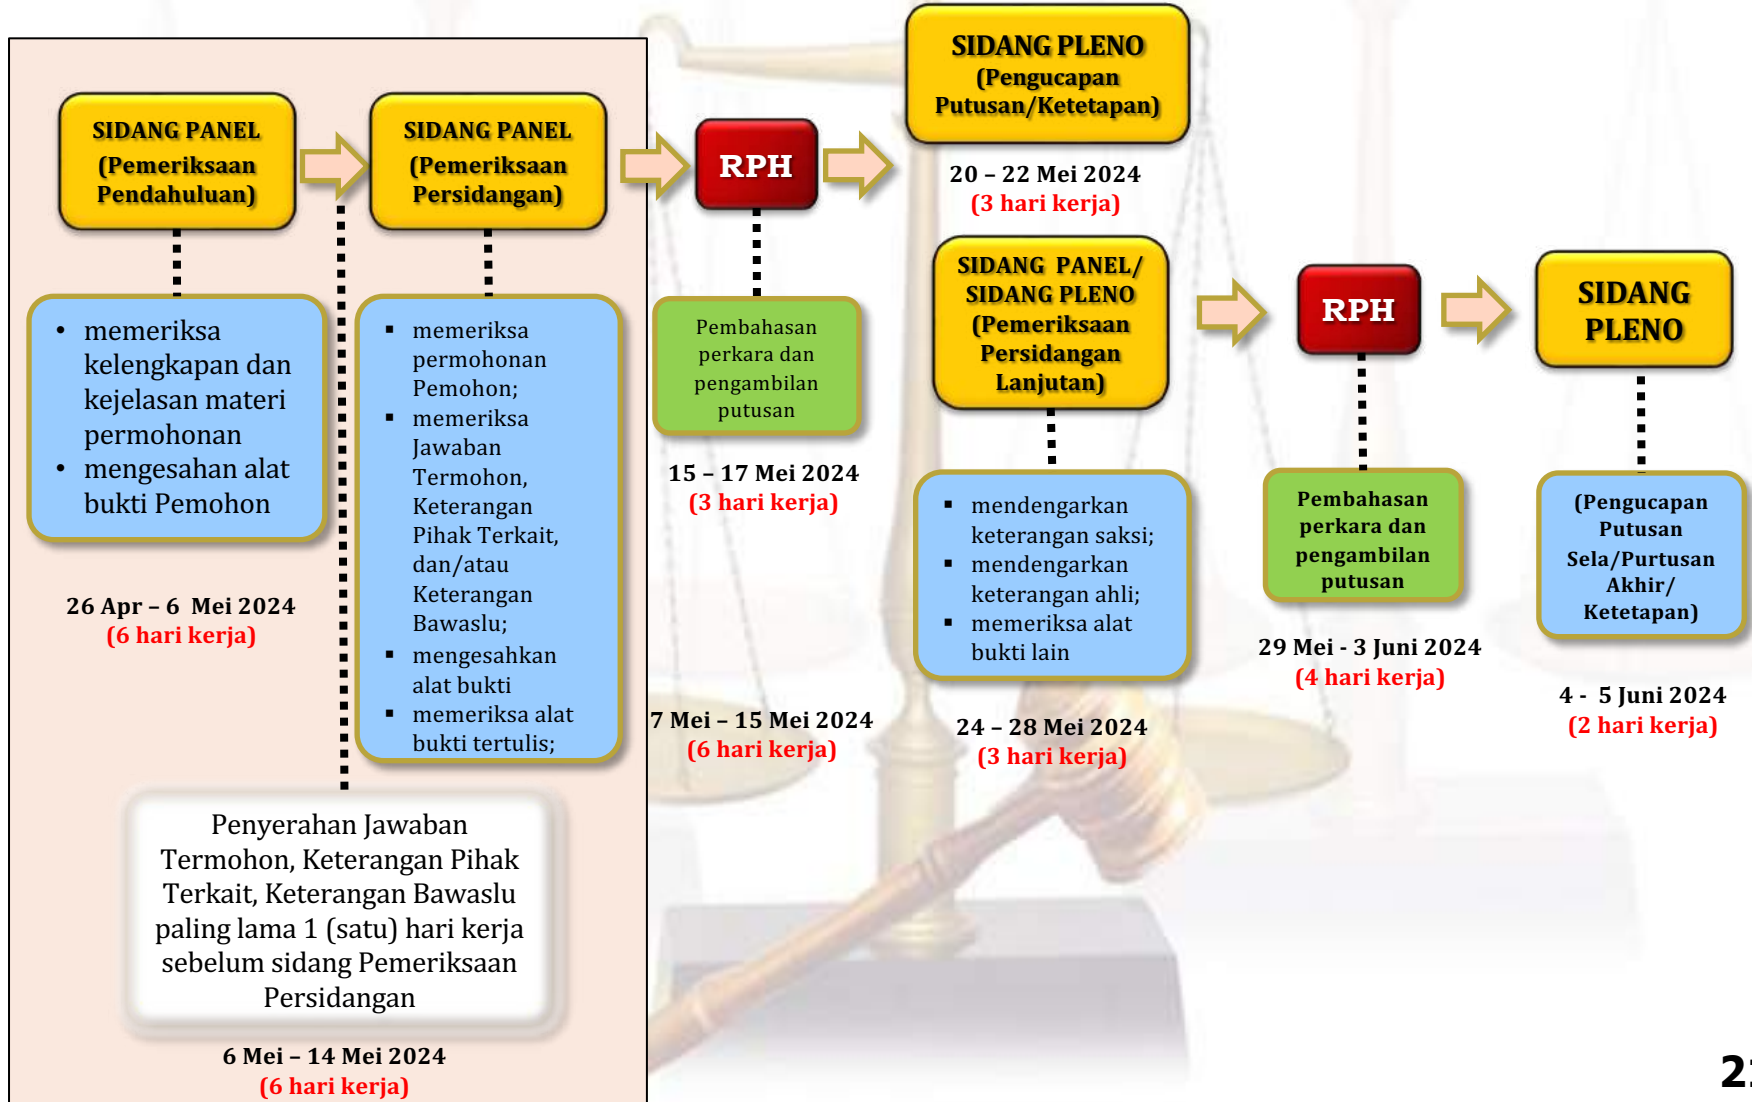 SIDANG PANEL
(Pemeriksaan
Pendahuluan)
• memeriksa
kelengkapan dan
kejelasan materi
permohonan
• mengesahan alat
bukti Pemohon
26 Apr – 6 Mei 2024
(6 hari kerja)
Penyerahan Jawaban
Termohon, Keterangan Pihak
Terkait, Keterangan Bawaslu
paling lama 1 (satu) hari kerja
sebelum sidang Pemeriksaan
Persidangan
6 Mei – 14 Mei 2024
(6 hari kerja)
SIDANG PANEL
(Pemeriksaan
Persidangan)
▪ memeriksa
permohonan
Pemohon;
▪ memeriksa
Jawaban
Termohon,
Keterangan
Pihak Terkait,
dan/atau
Keterangan
Bawaslu;
▪ mengesahkan
alat bukti
▪ memeriksa alat
bukti tertulis;
7 Mei – 15 Mei 2024
(6 hari kerja)
RPH
Pembahasan
perkara dan
pengambilan
putusan
15 – 17 Mei 2024
(3 hari kerja)
SIDANG PLENO
(Pengucapan
Putusan/Ketetapan)
20 – 22 Mei 2024
(3 hari kerja)
SIDANG PANEL/
SIDANG PLENO
(Pemeriksaan
Persidangan
Lanjutan)
▪ mendengarkan
keterangan saksi;
▪ mendengarkan
keterangan ahli;
▪ memeriksa alat
bukti lain
24 – 28 Mei 2024
(3 hari kerja)
RPH
Pembahasan
perkara dan
pengambilan
putusan
29 Mei - 3 Juni 2024
(4 hari kerja)
SIDANG
PLENO
(Pengucapan
Putusan
Sela/Purtusan
Akhir/
Ketetapan)
4 - 5 Juni 2024
(2 hari kerja)